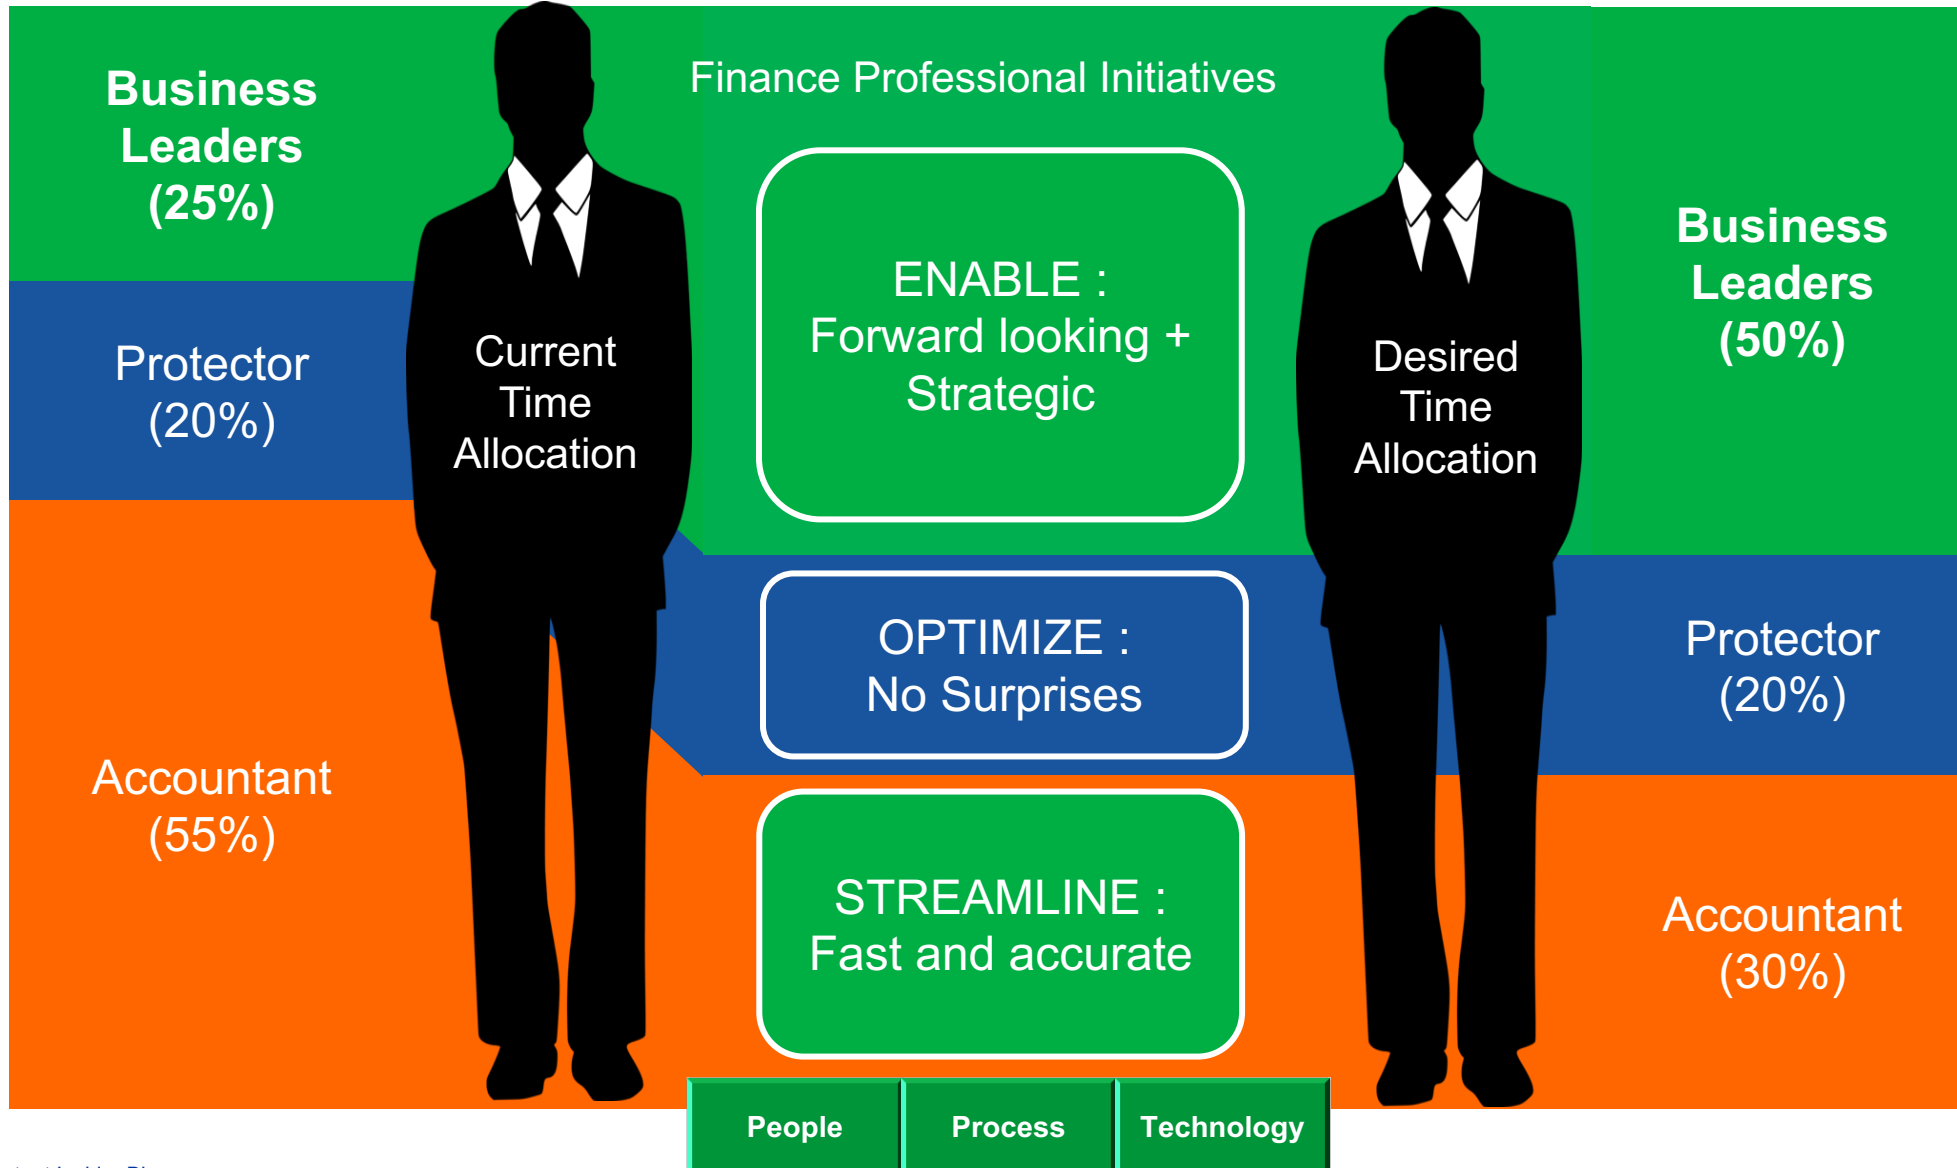 Finance Professional Initiatives
Business
Leaders
(25%)
Protector
(20%)
Accountant
(55%)
Current
Time
Allocation
ENABLE :
Forward looking +
Strategic
OPTIMIZE :
No Surprises
STREAMLINE :
Fast and accurate
Desired
Time
Allocation
Business
Leaders
(50%)
Protector
(20%)
Accountant
(30%)
People
Process
Technology